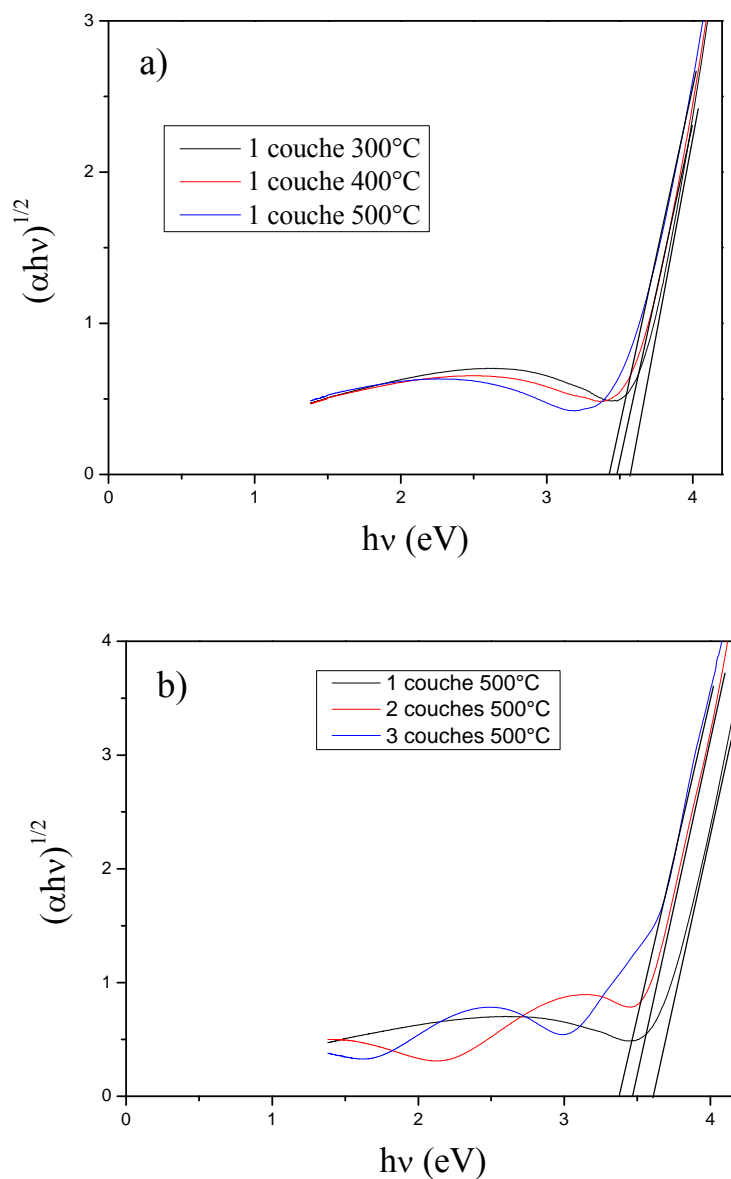 a)
3
2
1
0
(αhν)^1/2
1 couche 300°C
1 couche 400°C
1 couche 500°C
0 1 2 3 4
hν (eV)
b)
4
3
2
1
0
(αhν)^1/2
1 couche 500°C
2 couches 500°C
3 couches 500°C
0 1 2 3 4
hν (eV)